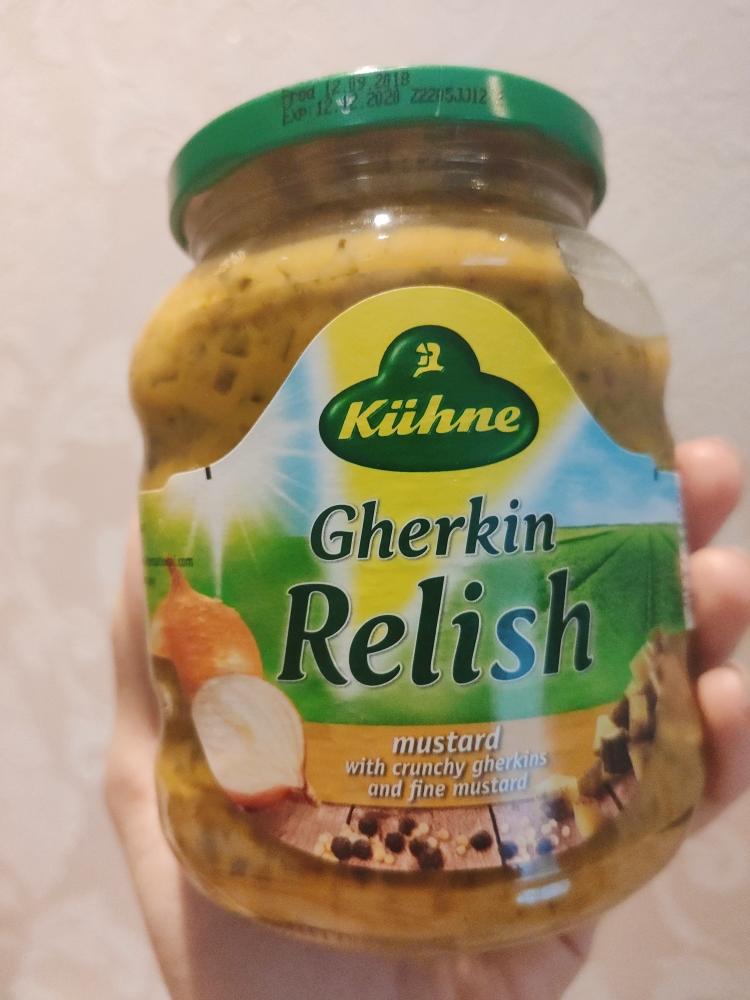 Prod 12.09.2018
Exp: 12.12.2020 Z2205JJ12
Kühne
Gherkin
Relish
mustard
with crunchy gherkins
and fine mustard